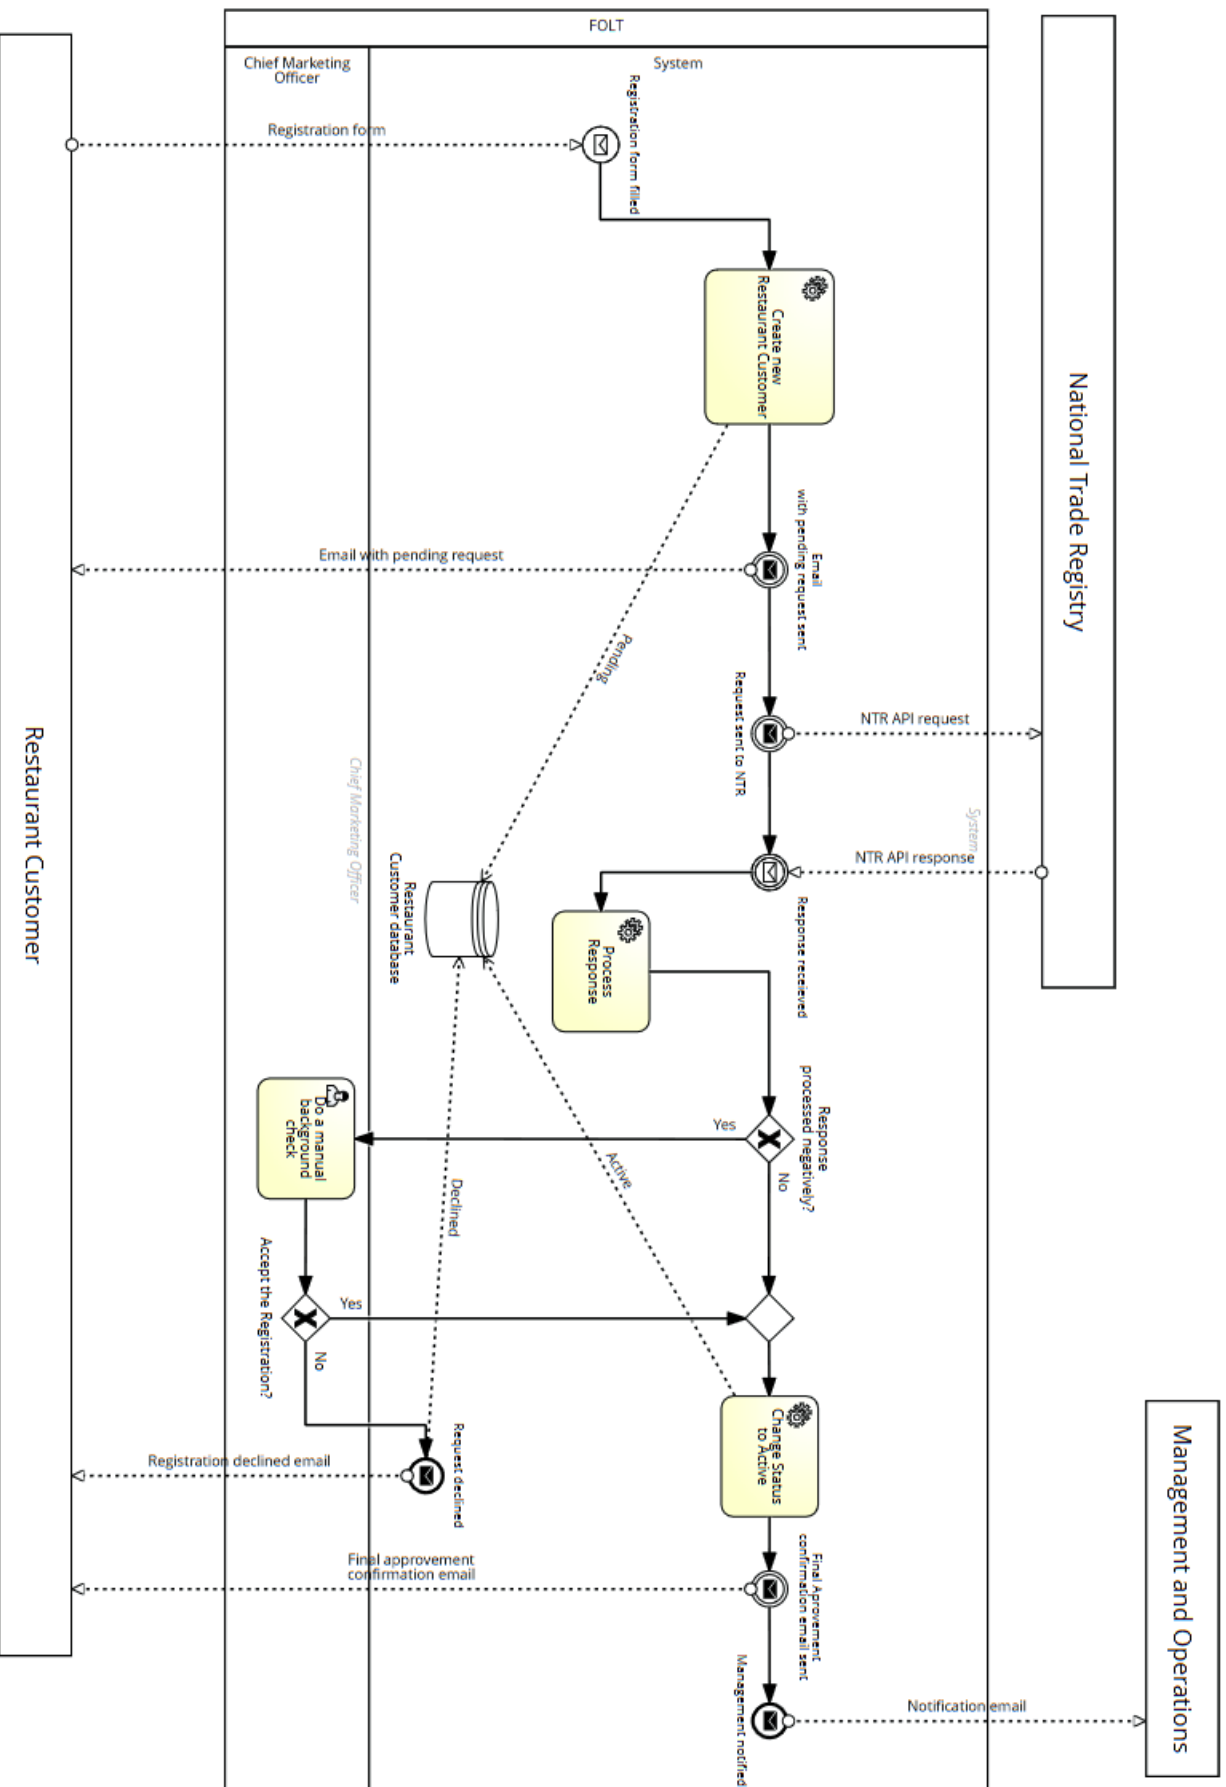 FOLT
Chief Marketing
Officer
System
Registration form
Registration form filled
Create new
Restaurant Customer
National Trade Registry
Email
with pending request sent
Email with pending request
Pending
Request sent to NTR
NTR API request
Restaurant Customer
Chief Marketing Officer
System
NTR API response
Response receieved
Restaurant
Customer database
Process
Response
Response
processed negatively?
Yes
No
Do a manual
background
check
Active
Declined
Accept the Registration?
Yes
No
Change Status
to Active
Request declined
Registration declined email
Final approvement
confirmation email
Final Aprovement
confirmation email sent
Management notified
Notification email
Management and Operations